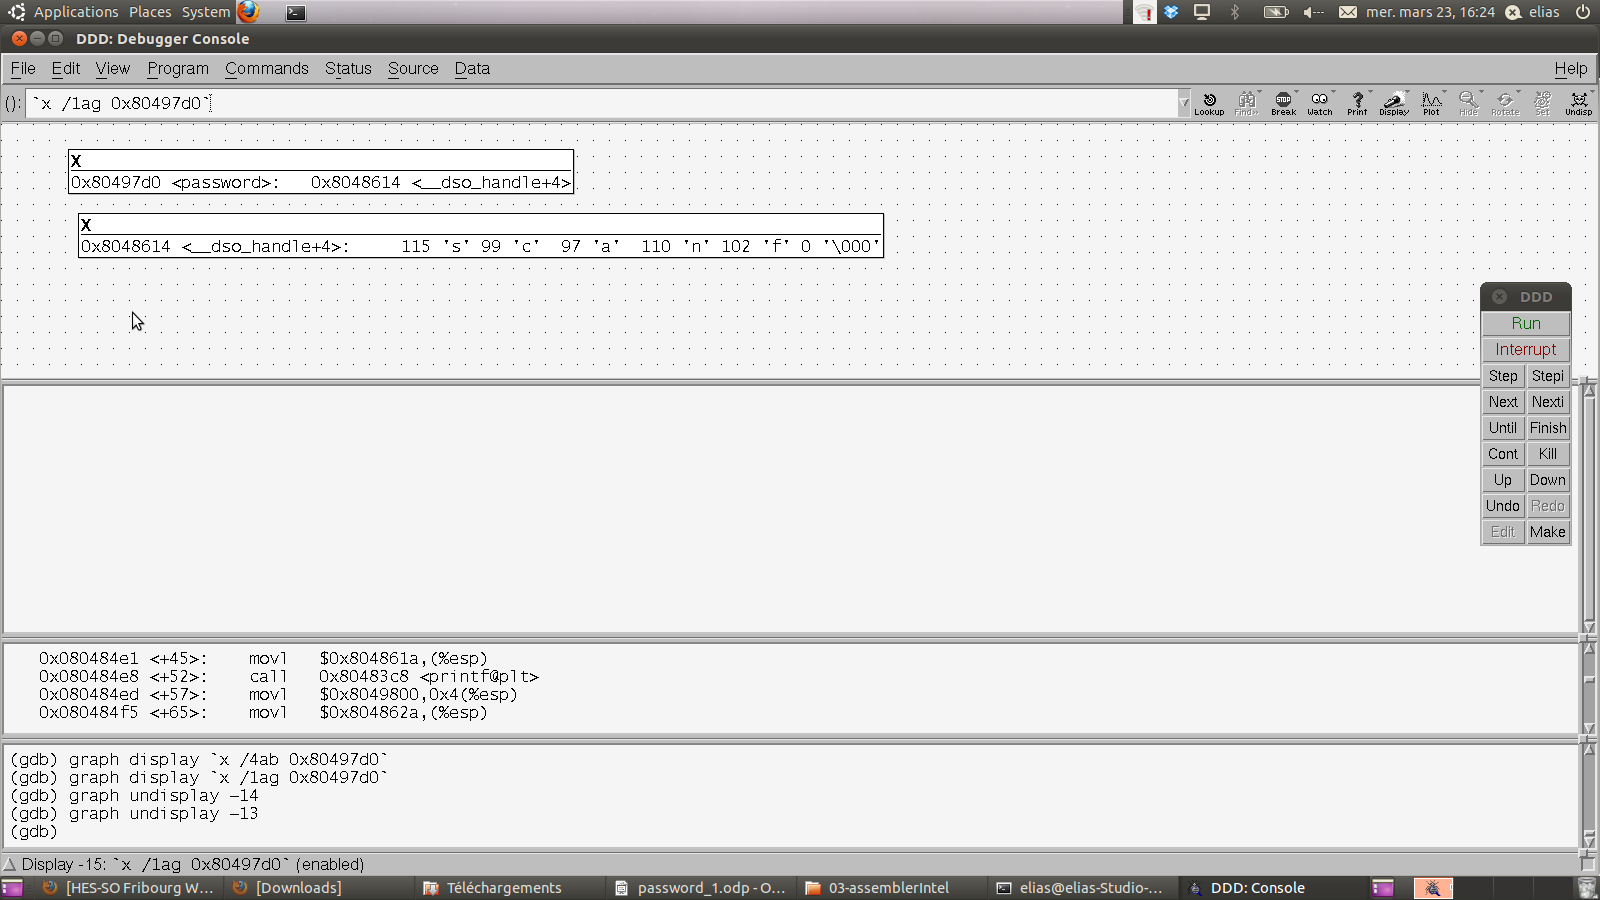 Applications Places System mer. mars 23, 16:24 elias
DDD: Debugger Console
File Edit View Program Commands Status Source Data Help
(): `x /1ag 0x80497d0` Lookup Find» Break Watch Print Display Plot Hide Rotate Set Undisp
X
0x80497d0 <password>: 0x8048614 <__dso_handle+4>
X
0x8048614 <__dso_handle+4>: 115 's' 99 'c' 97 'a' 110 'n' 102 'f' 0 '\000'
DDD
Run
Interrupt
Step Stepi
Next Nexti
Until Finish
Cont Kill
Up Down
Undo Redo
Edit Make
0x080484e1 <+45>: movl $0x804861a,(%esp)
0x080484e8 <+52>: call 0x80483c8 <printf@plt>
0x080484ed <+57>: movl $0x8049800,0x4(%esp)
0x080484f5 <+65>: movl $0x804862a,(%esp)
(gdb) graph display `x /4ab 0x80497d0`
(gdb) graph display `x /1ag 0x80497d0`
(gdb) graph undisplay -14
(gdb) graph undisplay -13
(gdb)
Display -15: `x /1ag 0x80497d0` (enabled)
[HES-SO Fribourg W... [Downloads] Téléchargements password_1.odp - O... 03-assemblerIntel elias@elias-Studio-... DDD: Console